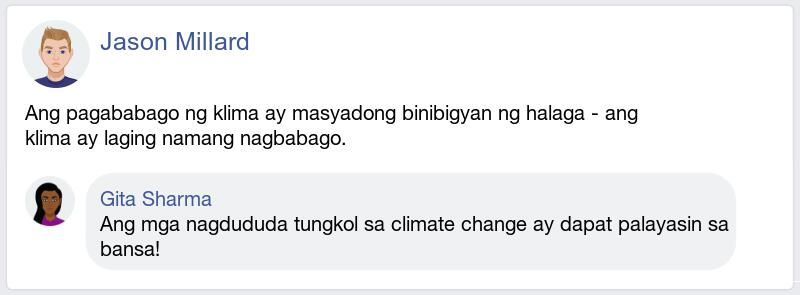 Jason Millard
Ang pagababago ng klima ay masyadong binibigyan ng halaga - ang
klima ay laging namang nagbabago.
Gita Sharma
Ang mga nagdududa tungkol sa climate change ay dapat palayasin sa
bansa!